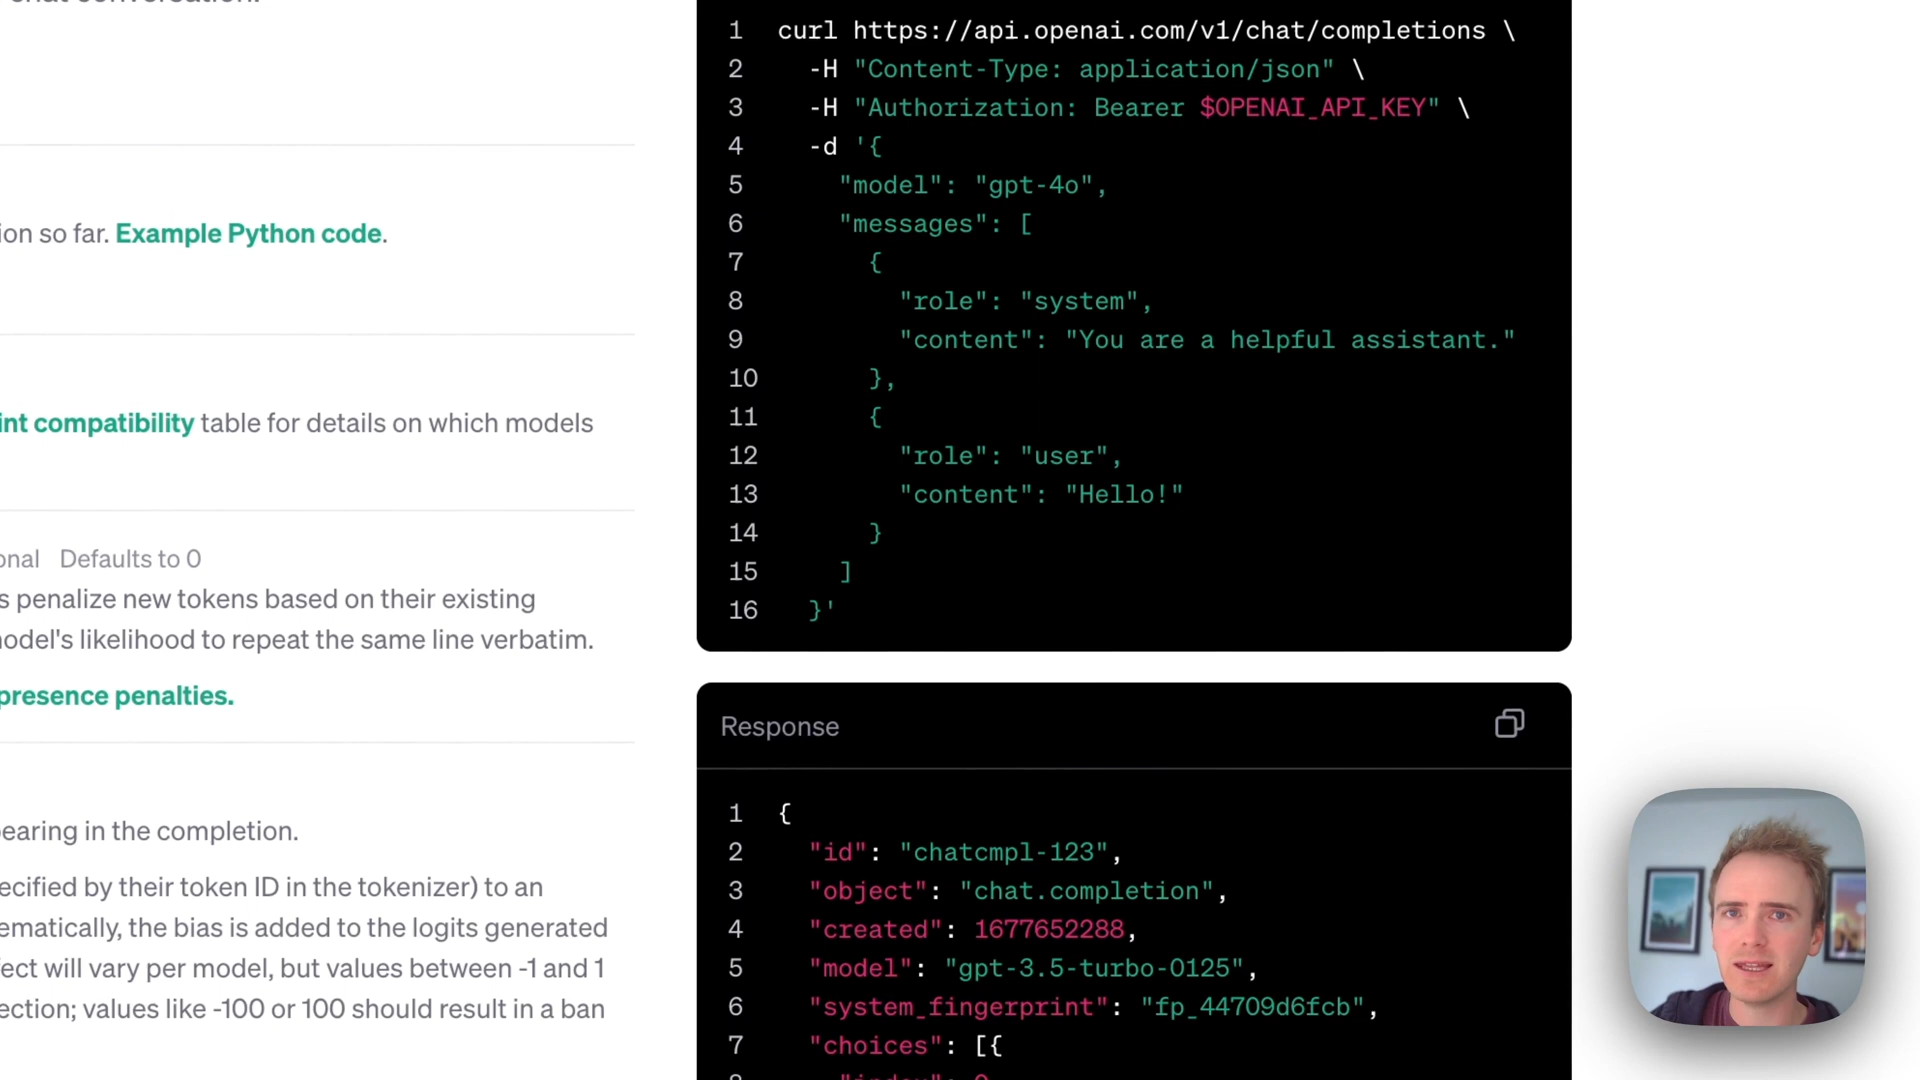 chat conversation.
ion so far. Example Python code.
int compatibility table for details on which models
onal Defaults to 0
s penalize new tokens based on their existing
nodel's likelihood to repeat the same line verbatim.
presence penalties.
pearing in the completion.
ecified by their token ID in the tokenizer) to an
ematically, the bias is added to the logits generated
fect will vary per model, but values between -1 and 1
ection; values like -100 or 100 should result in a ban
1 curl https://api.openai.com/v1/chat/completions \
2 -H "Content-Type: application/json" \
3 -H "Authorization: Bearer $OPENAI_API_KEY" \
4 -d '{
5 "model": "gpt-4o",
6 "messages": [
7 {
8 "role": "system",
9 "content": "You are a helpful assistant."
10 },
11 {
12 "role": "user",
13 "content": "Hello!"
14 }
15 ]
16 }'
Response
1 {
2 "id": "chatcmpl-123",
3 "object": "chat.completion",
4 "created": 1677652288,
5 "model": "gpt-3.5-turbo-0125",
6 "system_fingerprint": "fp_44709d6fcb",
7 "choices": [{